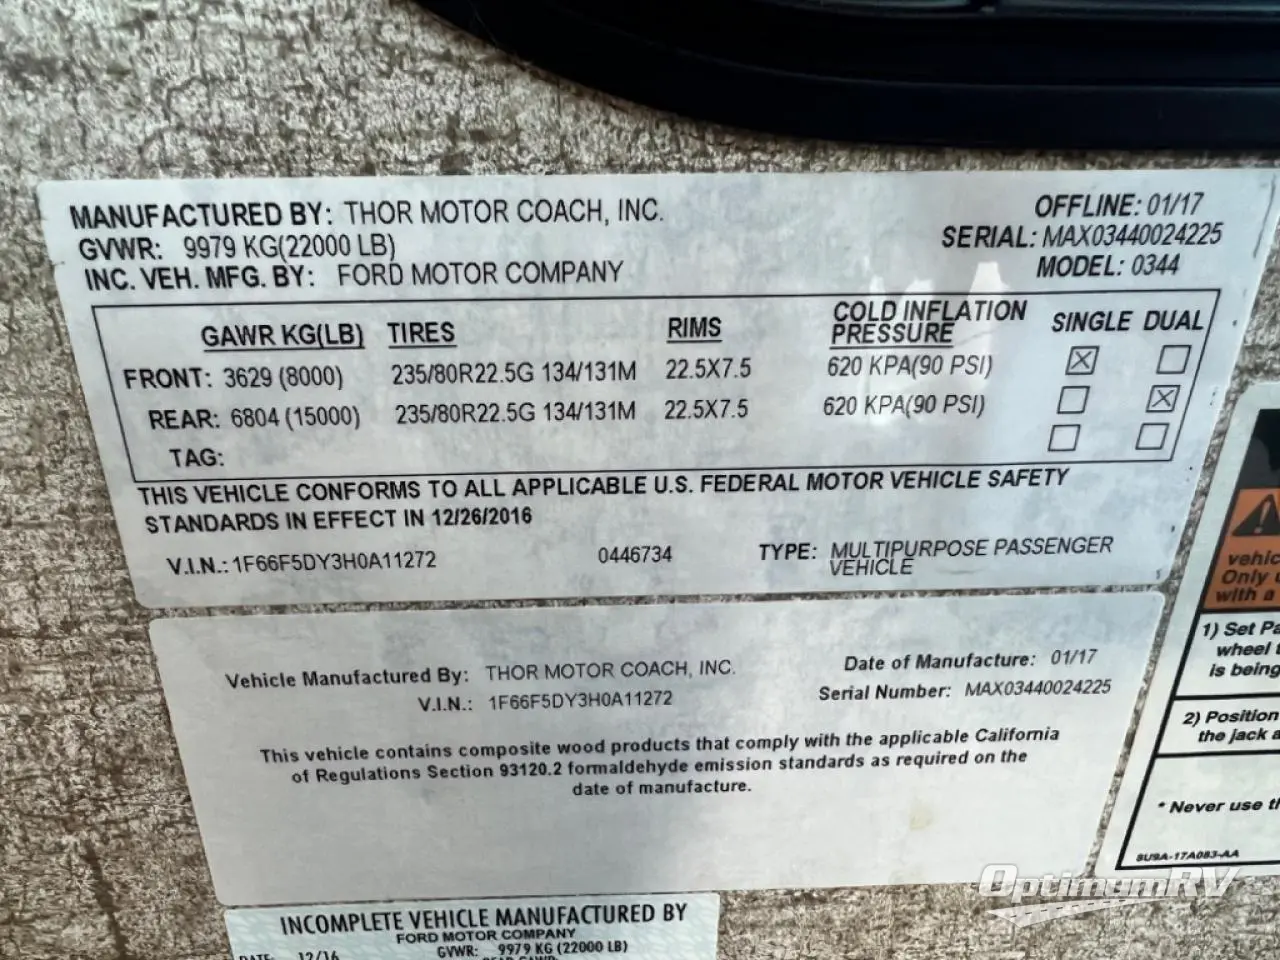 MANUFACTURED BY: THOR MOTOR COACH, INC.
OFFLINE: 01/17
GVWR: 9979 KG(22000 LB)
SERIAL: MAX03440024225
INC. VEH. MFG. BY: FORD MOTOR COMPANY
MODEL: 0344
GAWR KG(LB) TIRES RIMS COLD INFLATION PRESSURE SINGLE DUAL
FRONT: 3629 (8000) 235/80R22.5G 134/131M 22.5X7.5 620 KPA(90 PSI)
REAR: 6804 (15000) 235/80R22.5G 134/131M 22.5X7.5 620 KPA(90 PSI)
TAG:
THIS VEHICLE CONFORMS TO ALL APPLICABLE U.S. FEDERAL MOTOR VEHICLE SAFETY
STANDARDS IN EFFECT IN 12/26/2016
V.I.N.: 1F66F5DY3H0A11272 0446734 TYPE: MULTIPURPOSE PASSENGER
VEHICLE
Vehicle Manufactured By: THOR MOTOR COACH, INC. Date of Manufacture: 01/17
V.I.N.: 1F66F5DY3H0A11272 Serial Number: MAX03440024225
This vehicle contains composite wood products that comply with the applicable California
of Regulations Section 93120.2 formaldehyde emission standards as required on the
date of manufacture.
INCOMPLETE VEHICLE MANUFACTURED BY
FORD MOTOR COMPANY
DATE: 12/16 GVWR: 9979 KG (22000 LB)
vehic
Only
with a
1) Set Pa
wheel
is being
2) Position
the jack a
* Never use th
8U9A-17A083-AA
OptimumRV